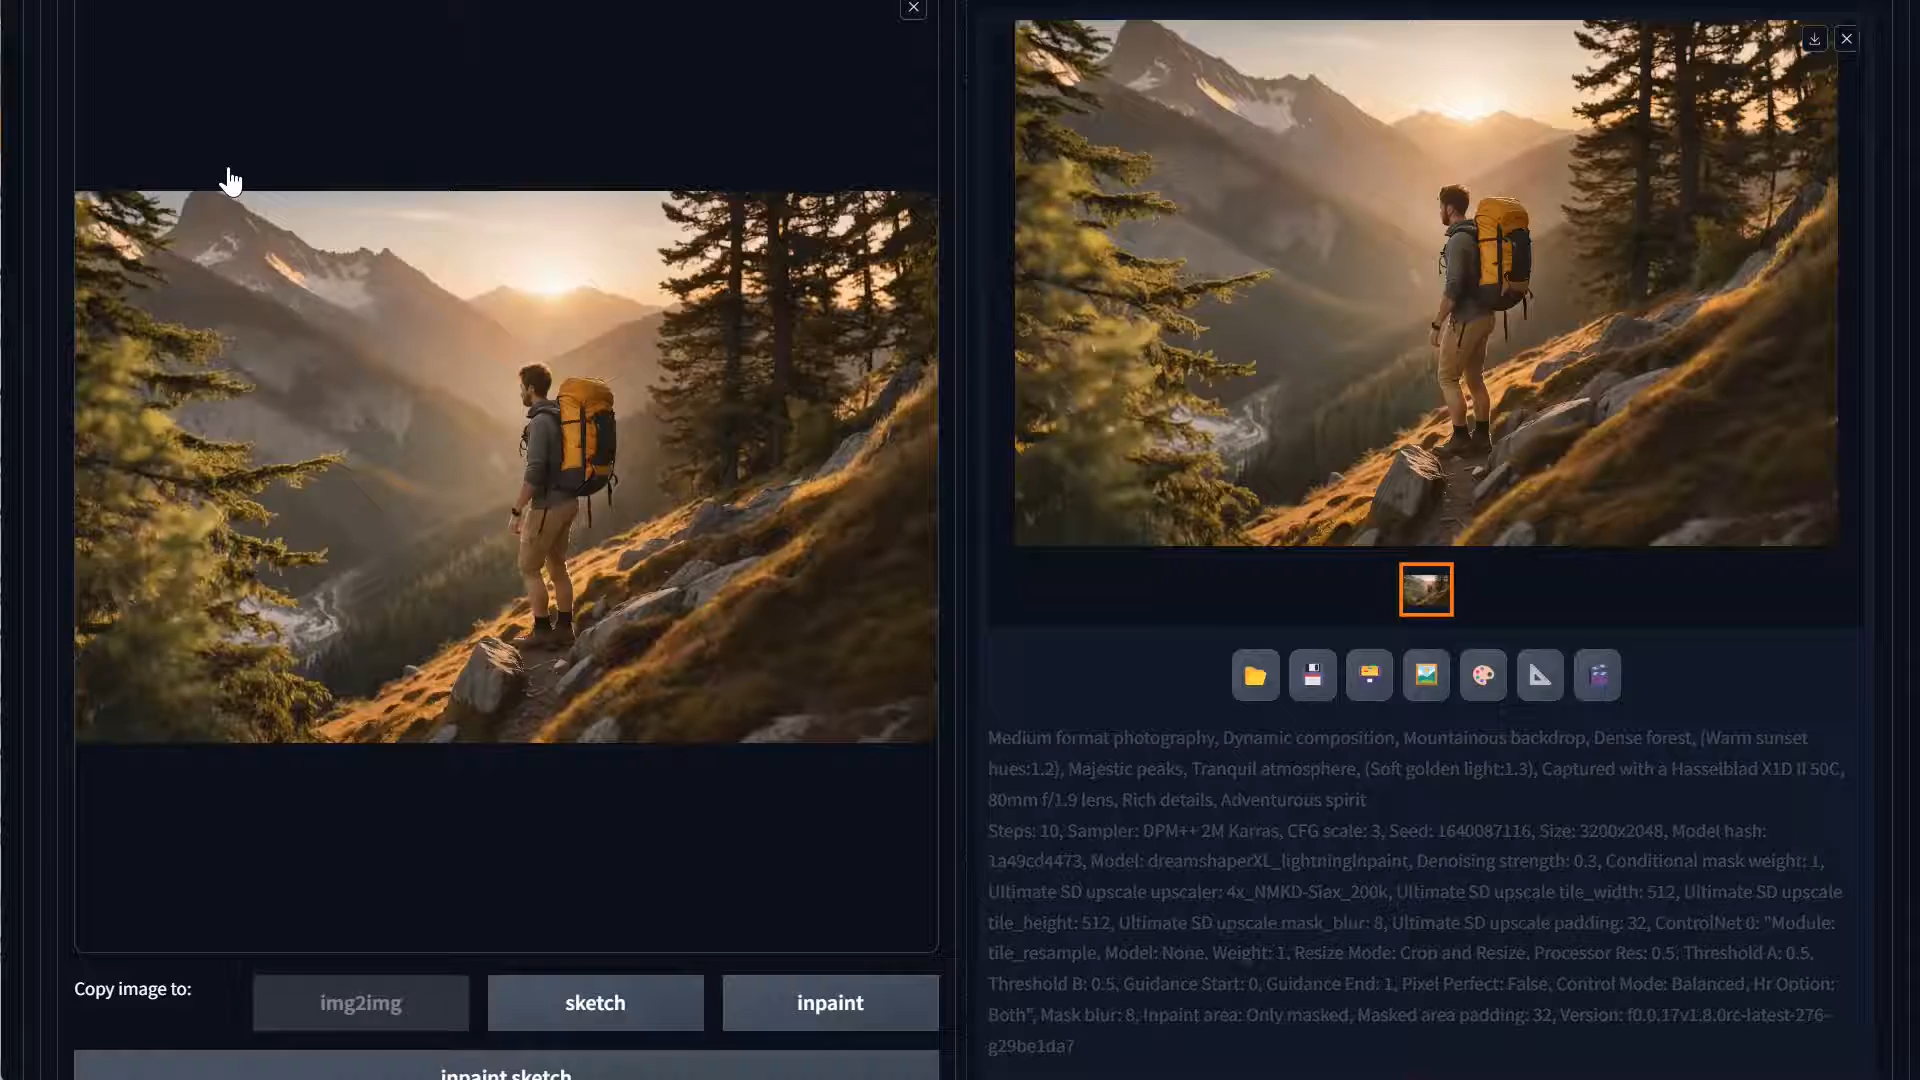 Copy image to:
img2img
sketch
inpaint
inpaint sketch
Medium format photography, Dynamic composition, Mountainous backdrop, Dense forest, (Warm sunset
hues:1.2), Majestic peaks, Tranquil atmosphere, (Soft golden light:1.3), Captured with a Hasselblad X1D II 50C,
80mm f/1.9 lens, Rich details, Adventurous spirit
Steps: 10, Sampler: DPM++ 2M Karras, CFG scale: 3, Seed: 1640087116, Size: 3200x2048, Model hash:
1a49cd4473, Model: dreamshaperXL_lightningInpaint, Denoising strength: 0.3, Conditional mask weight: 1,
Ultimate SD upscale upscaler: 4x_NMKD-Siax_200k, Ultimate SD upscale tile_width: 512, Ultimate SD upscale
tile_height: 512, Ultimate SD upscale mask_blur: 8, Ultimate SD upscale padding: 32, ControlNet 0: "Module:
tile_resample, Model: None, Weight: 1, Resize Mode: Crop and Resize, Processor Res: 0.5, Threshold A: 0.5,
Threshold B: 0.5, Guidance Start: 0, Guidance End: 1, Pixel Perfect: False, Control Mode: Balanced, Hr Option:
Both", Mask blur: 8, Inpaint area: Only masked, Masked area padding: 32, Version: f0.0.17v1.8.0rc-latest-276-
g29be1da7